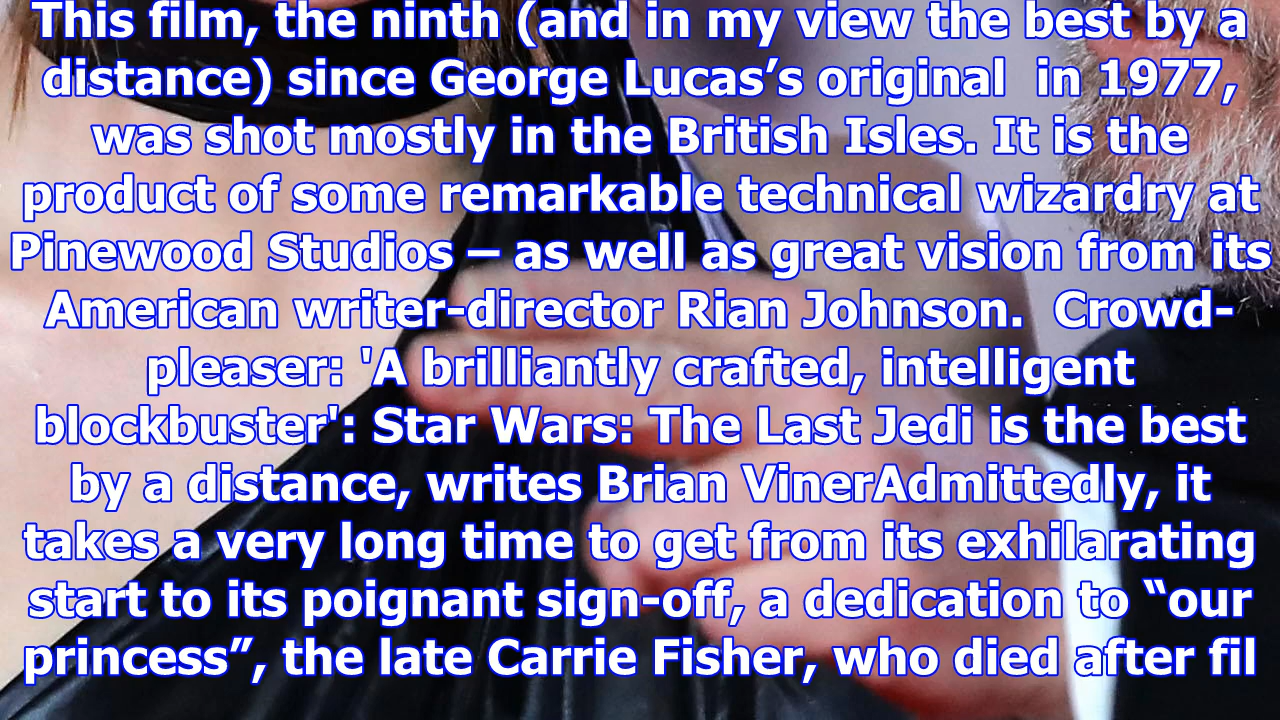 This film, the ninth (and in my view the best by a
distance) since George Lucas’s original  in 1977,
was shot mostly in the British Isles. It is the
product of some remarkable technical wizardry at
Pinewood Studios – as well as great vision from its
American writer-director Rian Johnson.  Crowd-
pleaser: 'A brilliantly crafted, intelligent
blockbuster': Star Wars: The Last Jedi is the best
by a distance, writes Brian VinerAdmittedly, it
takes a very long time to get from its exhilarating
start to its poignant sign-off, a dedication to “our
princess”, the late Carrie Fisher, who died after fil